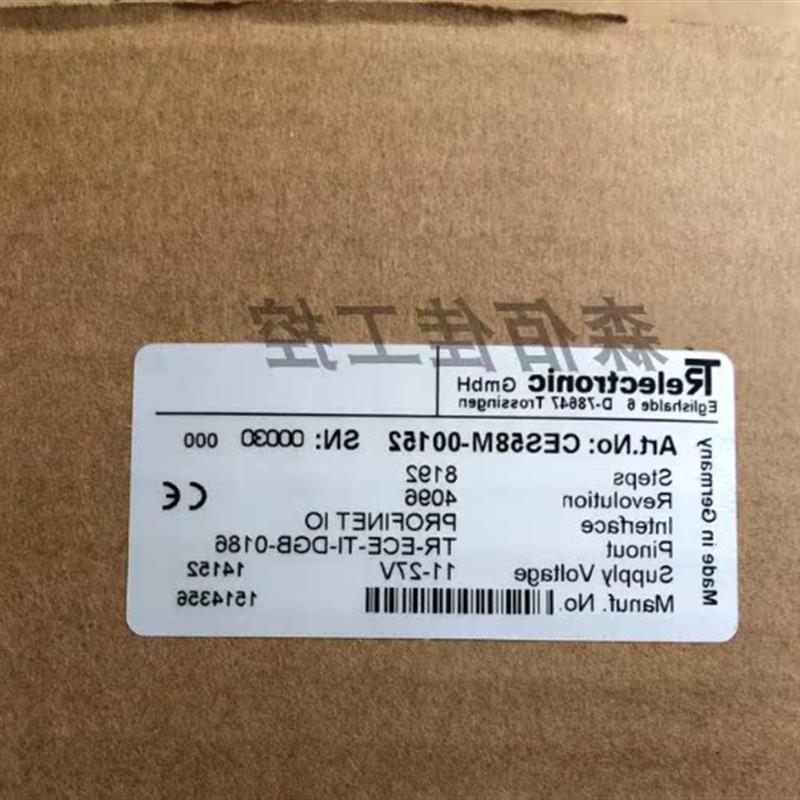 森佰佳工控
TRelectronic GmbH
Eglishalde 6 D-78647 Trossingen
Art.No: CES58M-00152 SN: 00030 000
Steps 8192
Revolution 4096
Interface PROFINET IO
Pinout TR-ECE-TI-DGB-0186
Supply Voltage 11-27V 14152
Manuf. No. 1514356
Made in Germany
CE